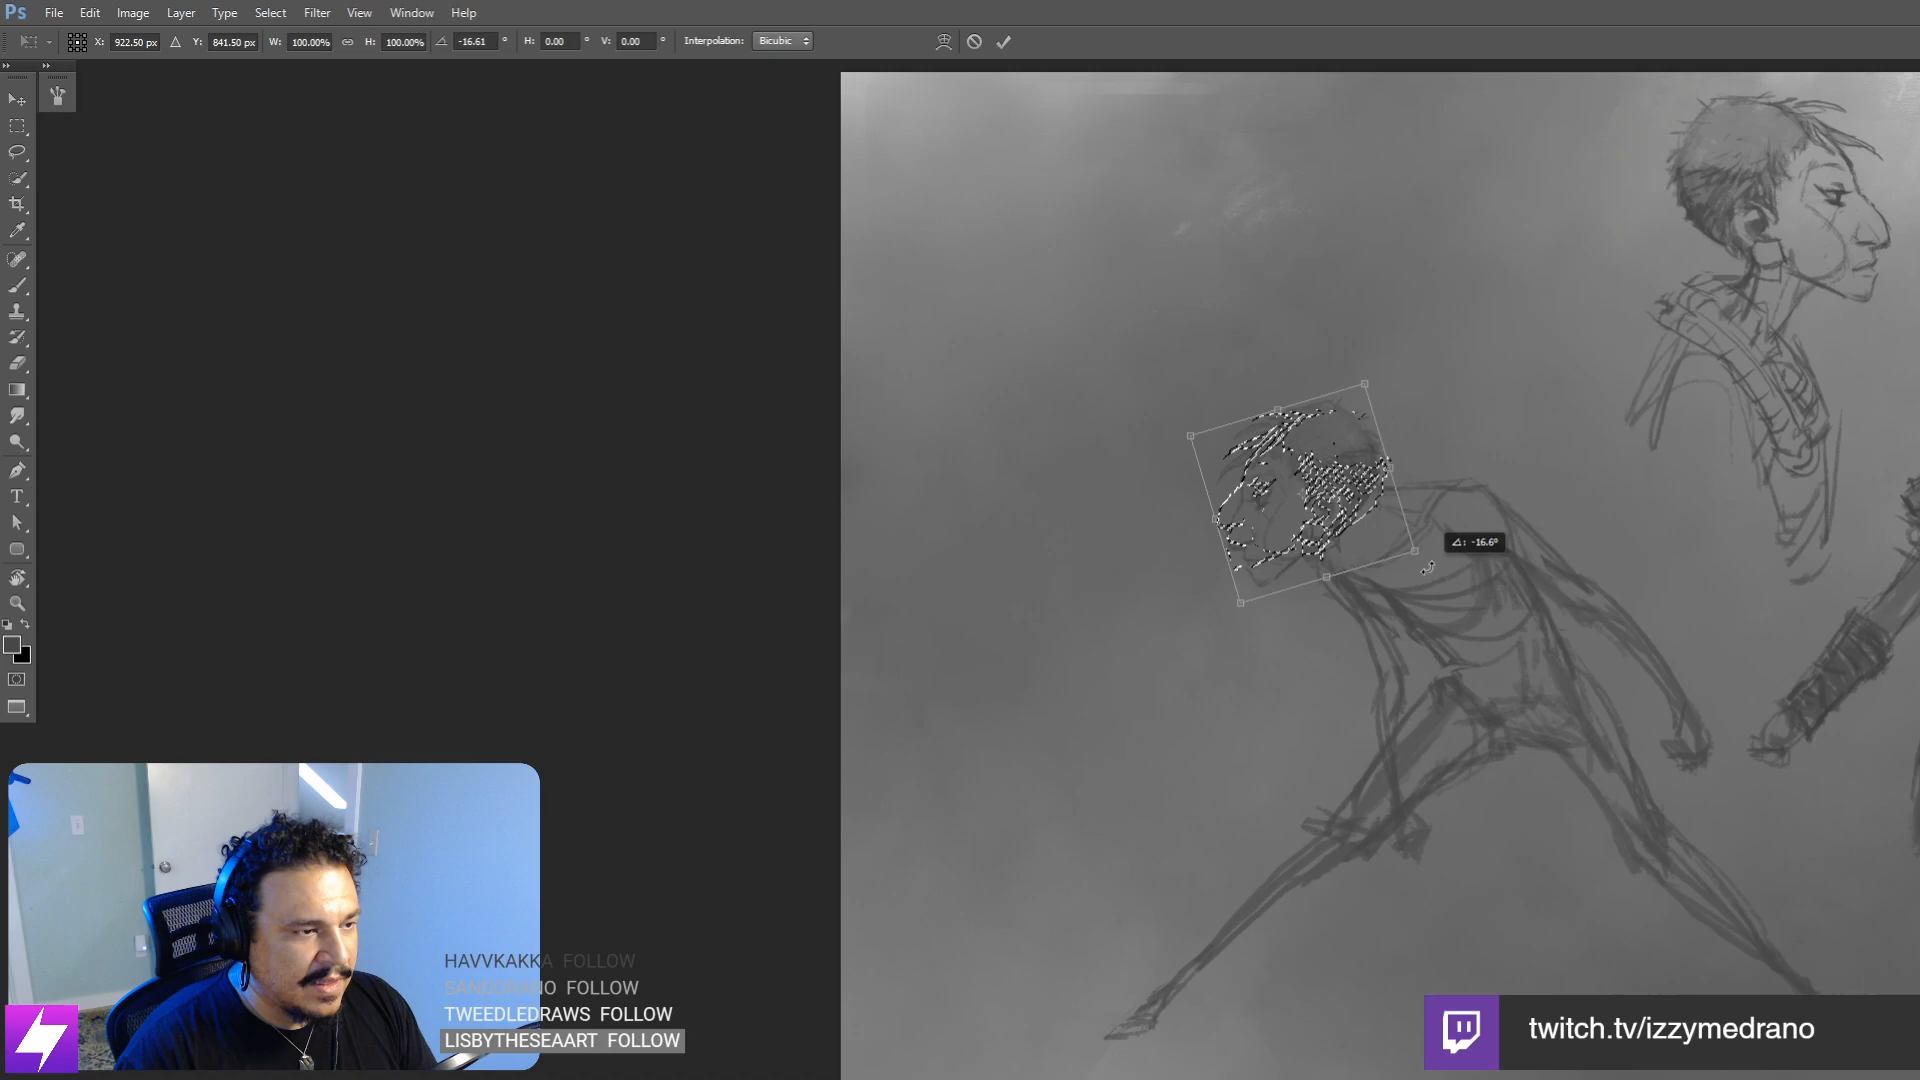 Ps File Edit Image Layer Type Select Filter View Window Help
X: 922.50 px Y: 841.50 px W: 100.00% H: 100.00% -16.61 ° H: 0.00 ° V: 0.00 ° Interpolation: Bicubic
T
⊿: -16.6°
HAVVKAKKA FOLLOW
FOLLOW
TWEEDLEDRAWS FOLLOW
LISBYTHESEAART FOLLOW
twitch.tv/izzymedrano